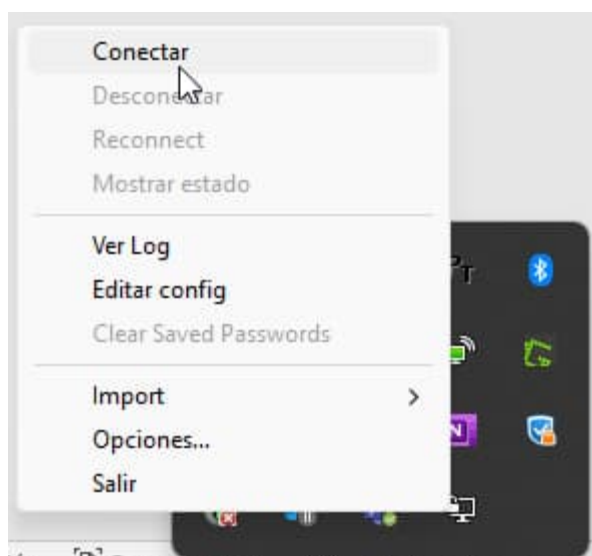 Conectar
Desconectar
Reconnect
Mostrar estado
Ver Log
Editar config
Clear Saved Passwords
Import
Opciones...
Salir
N